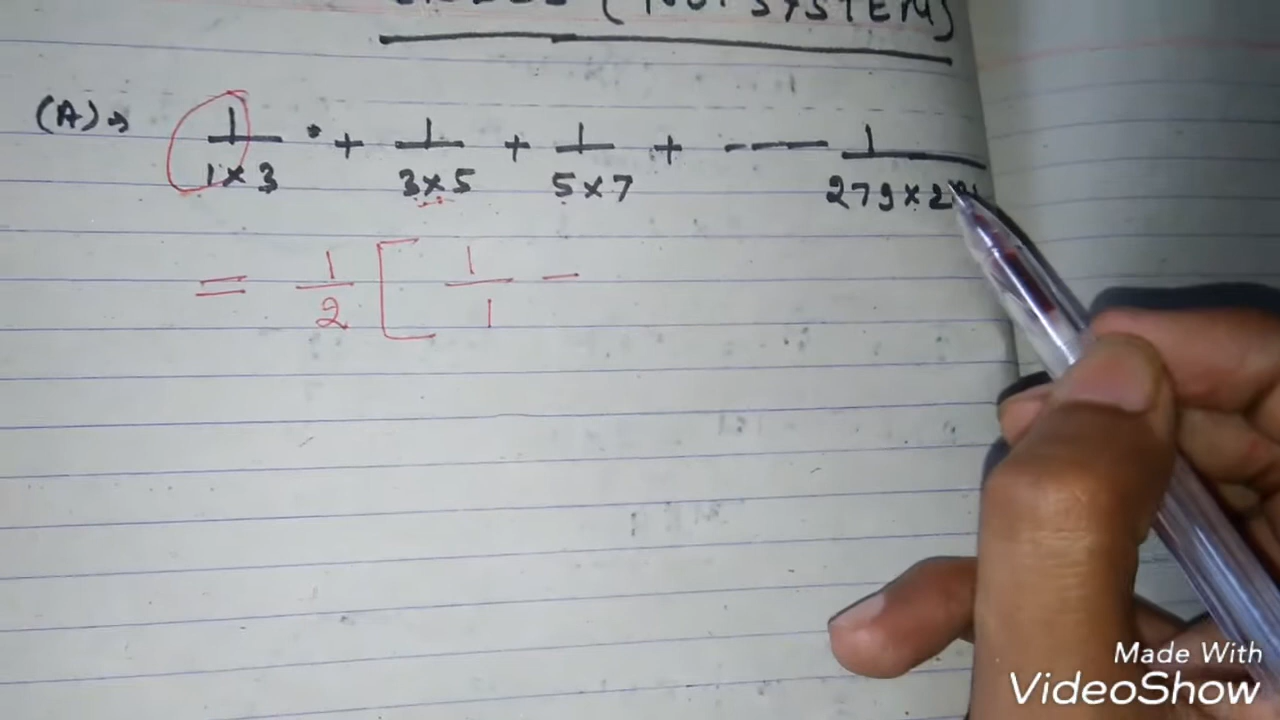 SYSTEM)
(A)→ 1/1×3 + 1/3×5 + 1/5×7 + ---- 1/279×2
= 1/2 [ 1/1 -
Made With
VideoShow